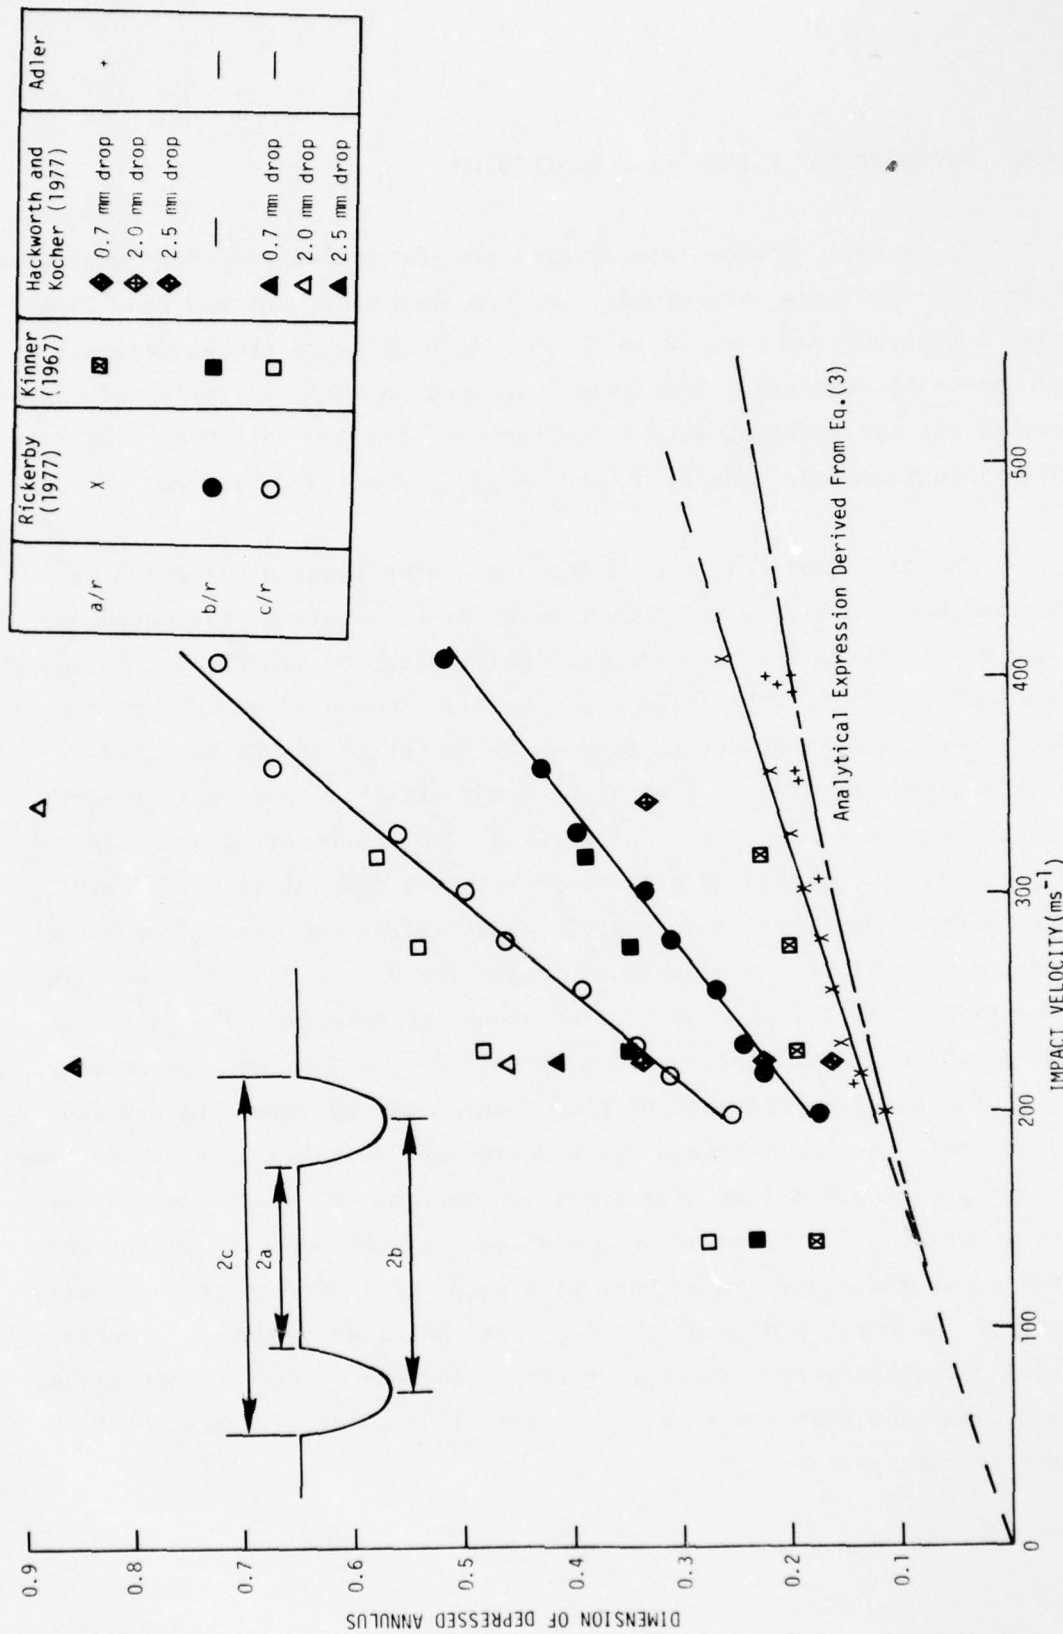 Rickerby (1977) Kinner (1967) Hackworth and Kocher (1977) Adler
a/r x 0.7 mm drop +
2.0 mm drop
2.5 mm drop
b/r — —
c/r 0.7 mm drop —
2.0 mm drop
2.5 mm drop
2c
2a
2b
0.9
0.8
0.7
0.6
0.5
0.4
0.3
0.2
0.1
DIMENSION OF DEPRESSED ANNULUS
Analytical Expression Derived From Eq.(3)
0 100 200 300 400 500
IMPACT VELOCITY(ms⁻¹)